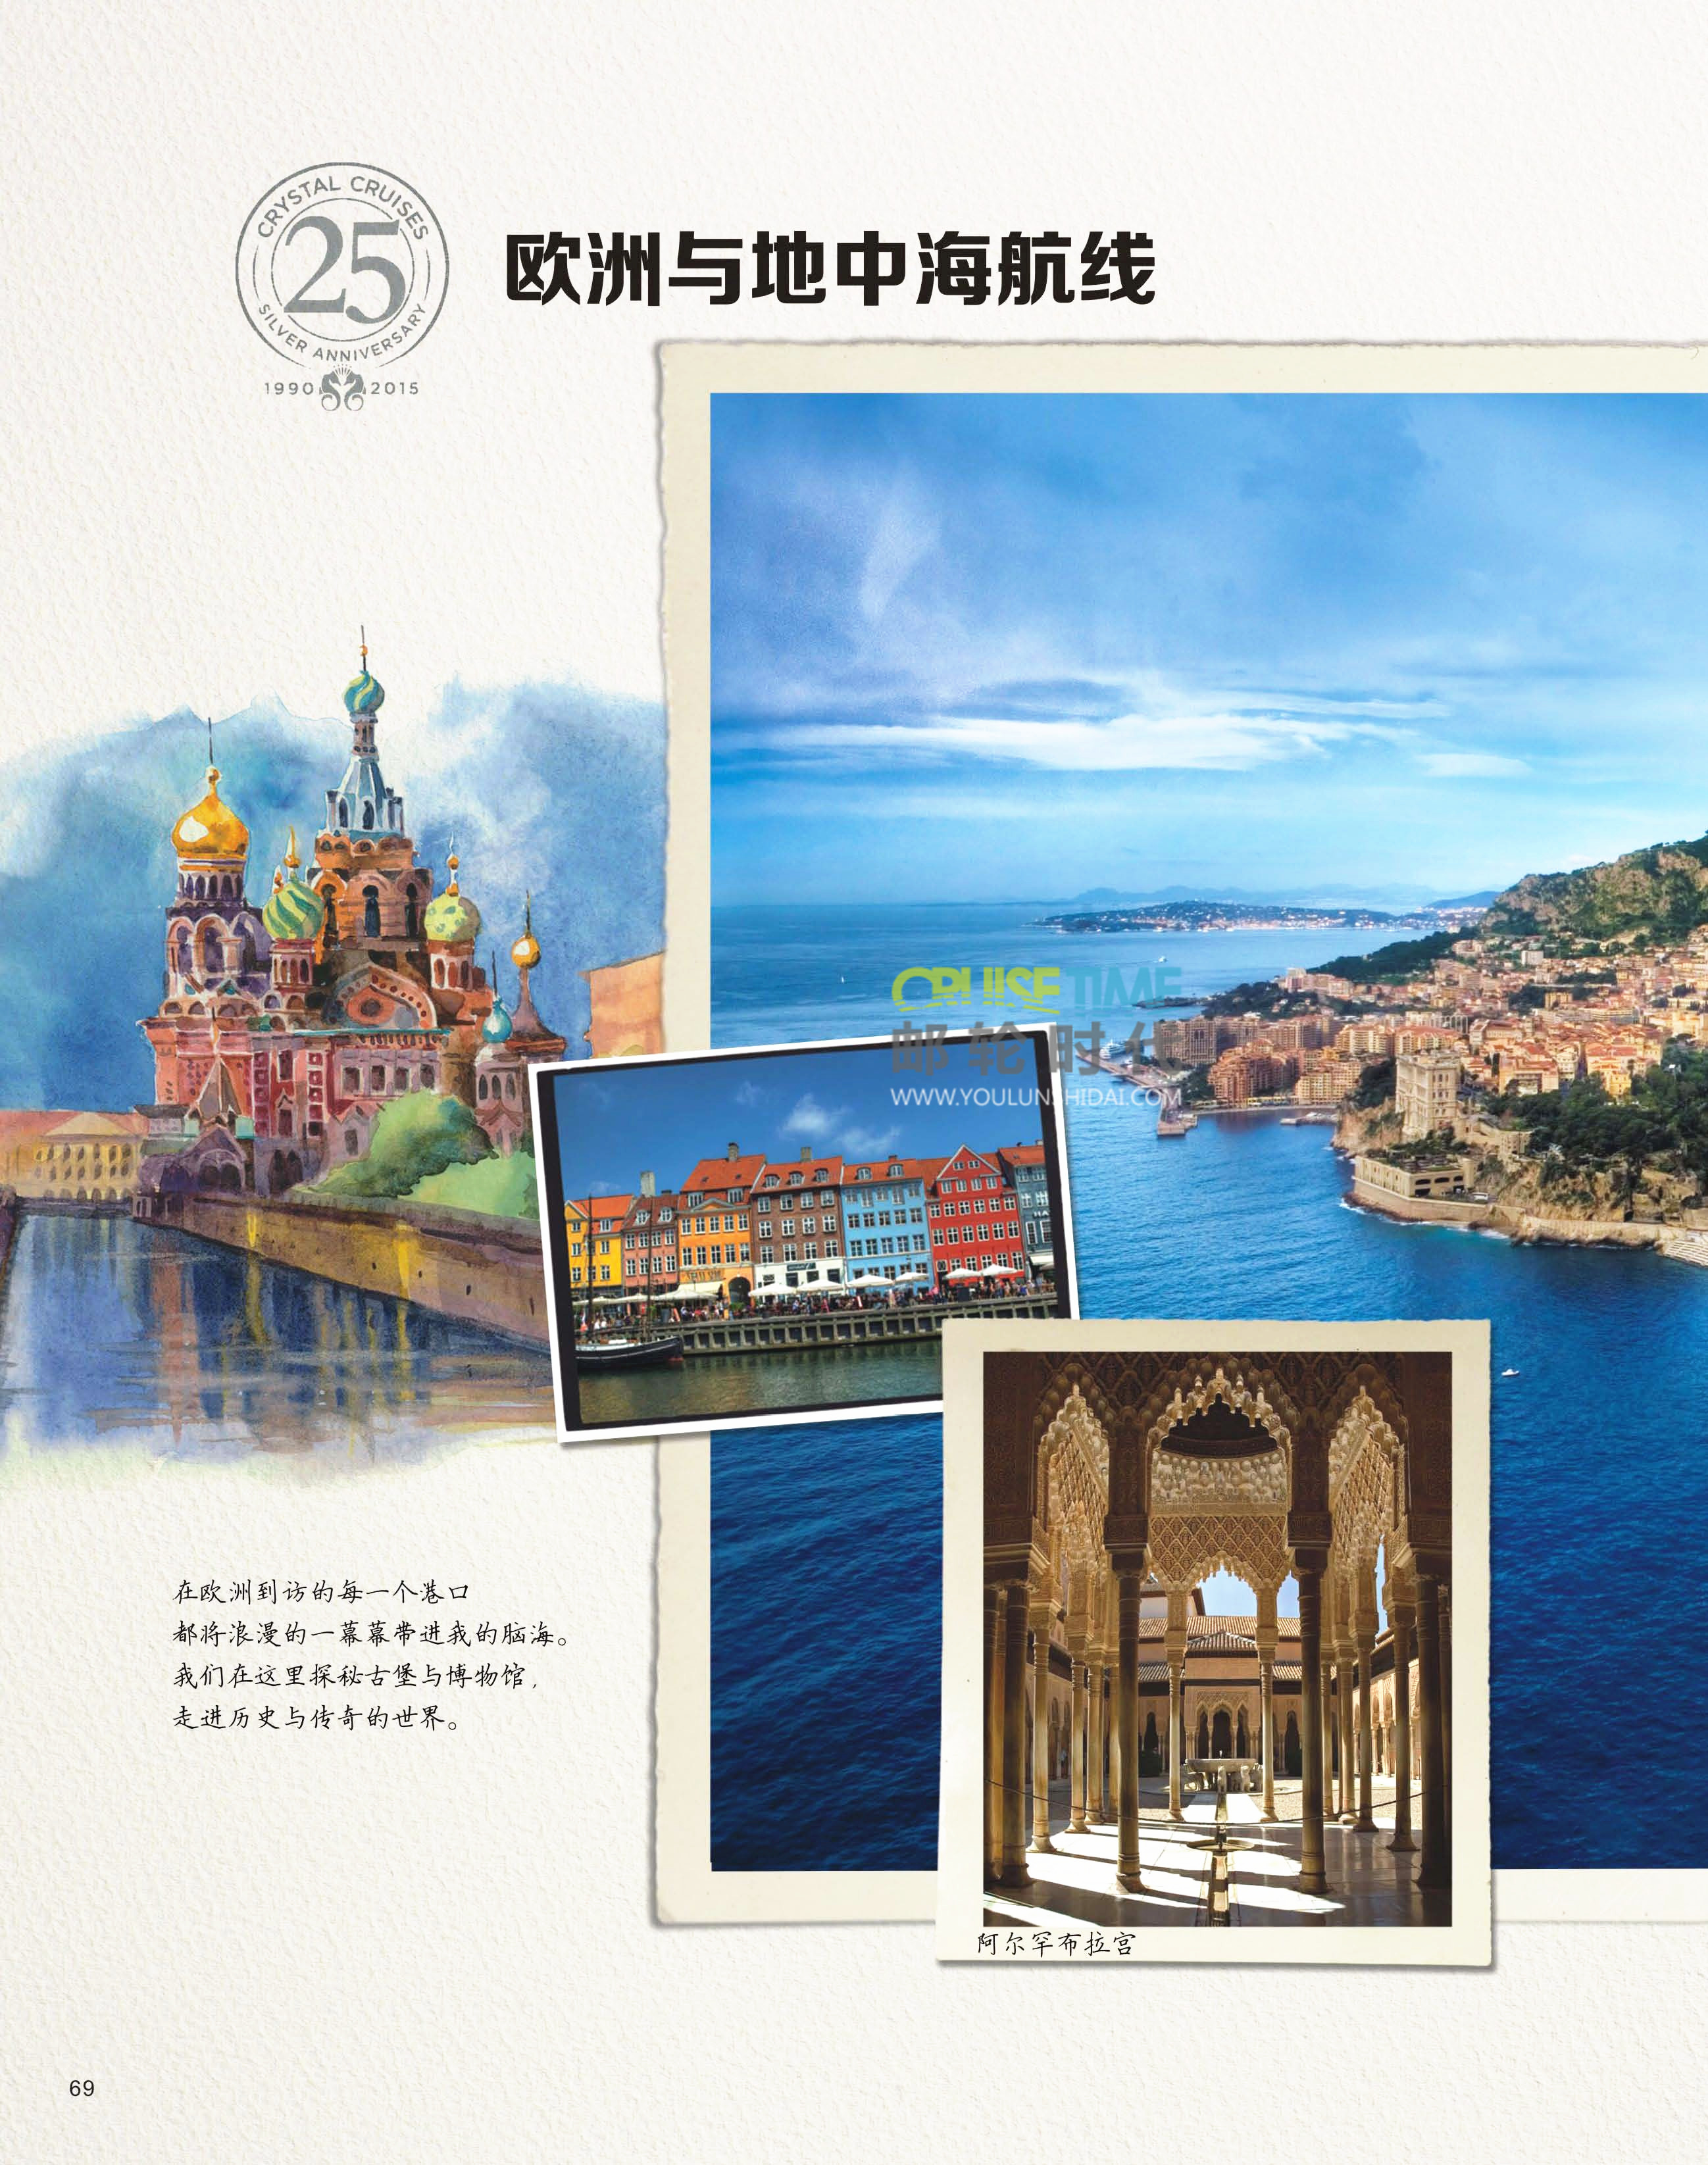 CRYSTAL CRUISES
25
SILVER ANNIVERSARY
1990 2015
欧洲与地中海航线
CRUISE TIME
邮轮时代
WWW.YOULUNSHIDAI.COM
在欧洲到访的每一个港口
都将浪漫的一幕幕带进我的脑海。
我们在这里探秘古堡与博物馆,
走进历史与传奇的世界。
阿尔罕布拉宫
69